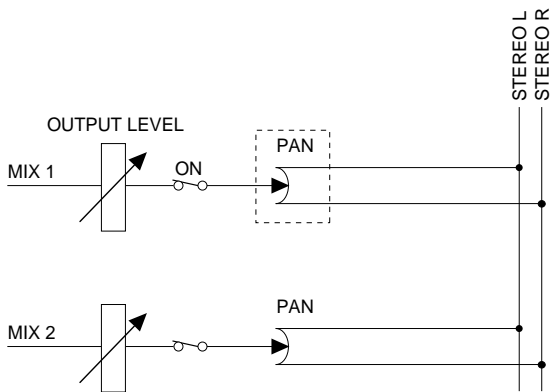 STEREO L
STEREO R
OUTPUT LEVEL
PAN
MIX 1
ON
PAN
MIX 2